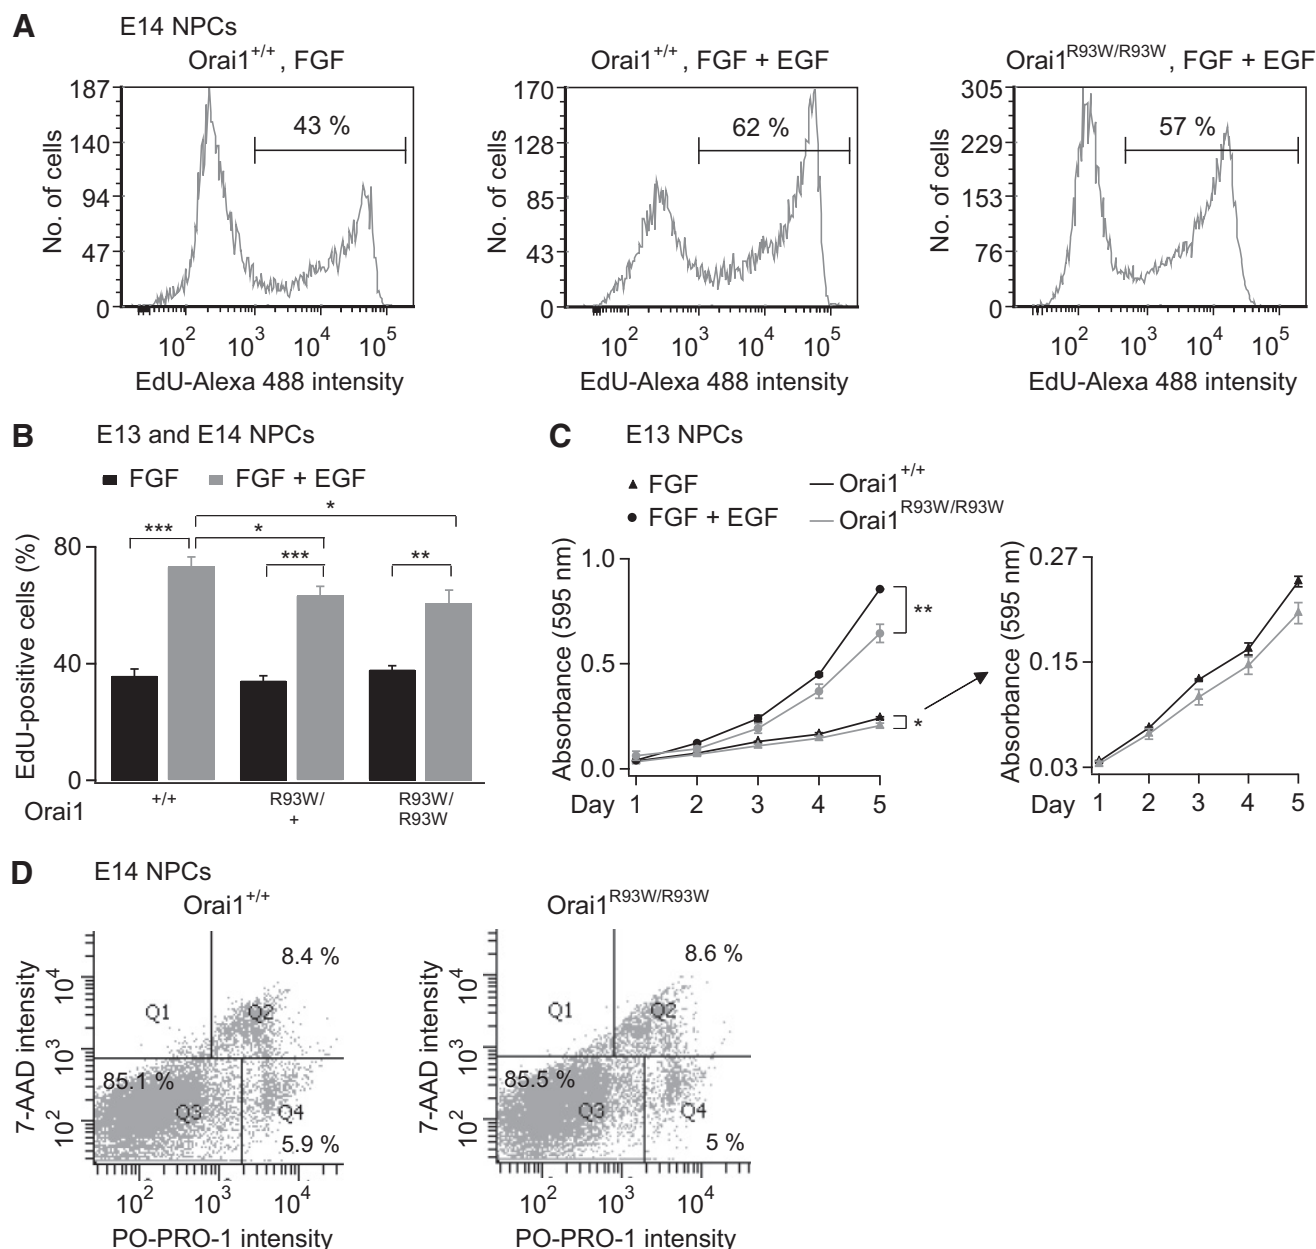 A
E14 NPCs
Orai1+/+, FGF
Orai1+/+, FGF + EGF
Orai1R93W/R93W, FGF + EGF
187
140
94
47
0
No. of cells
43 %
10² 10³ 10⁴ 10⁵
EdU-Alexa 488 intensity
170
128
85
43
0
No. of cells
62 %
10² 10³ 10⁴ 10⁵
EdU-Alexa 488 intensity
305
229
153
76
0
No. of cells
57 %
10² 10³ 10⁴ 10⁵
EdU-Alexa 488 intensity
B
E13 and E14 NPCs
FGF FGF + EGF
*
*
*** *** **
80
40
0
EdU-positive cells (%)
Orai1
+/+
R93W/
+
R93W/
R93W
C
E13 NPCs
FGF
FGF + EGF
Orai1+/+
Orai1R93W/R93W
1.0
0.5
0.0
Absorbance (595 nm)
**
*
Day 1 2 3 4 5
0.27
0.15
0.03
Absorbance (595 nm)
Day 1 2 3 4 5
D
E14 NPCs
Orai1+/+
Orai1R93W/R93W
8.4 %
Q1 Q2
85.1 %
Q3 Q4
5.9 %
10⁴
10³
10²
7-AAD intensity
10² 10³ 10⁴
PO-PRO-1 intensity
8.6 %
Q1 Q2
85.5 %
Q3 Q4
5 %
10⁴
10³
10²
7-AAD intensity
10² 10³ 10⁴
PO-PRO-1 intensity